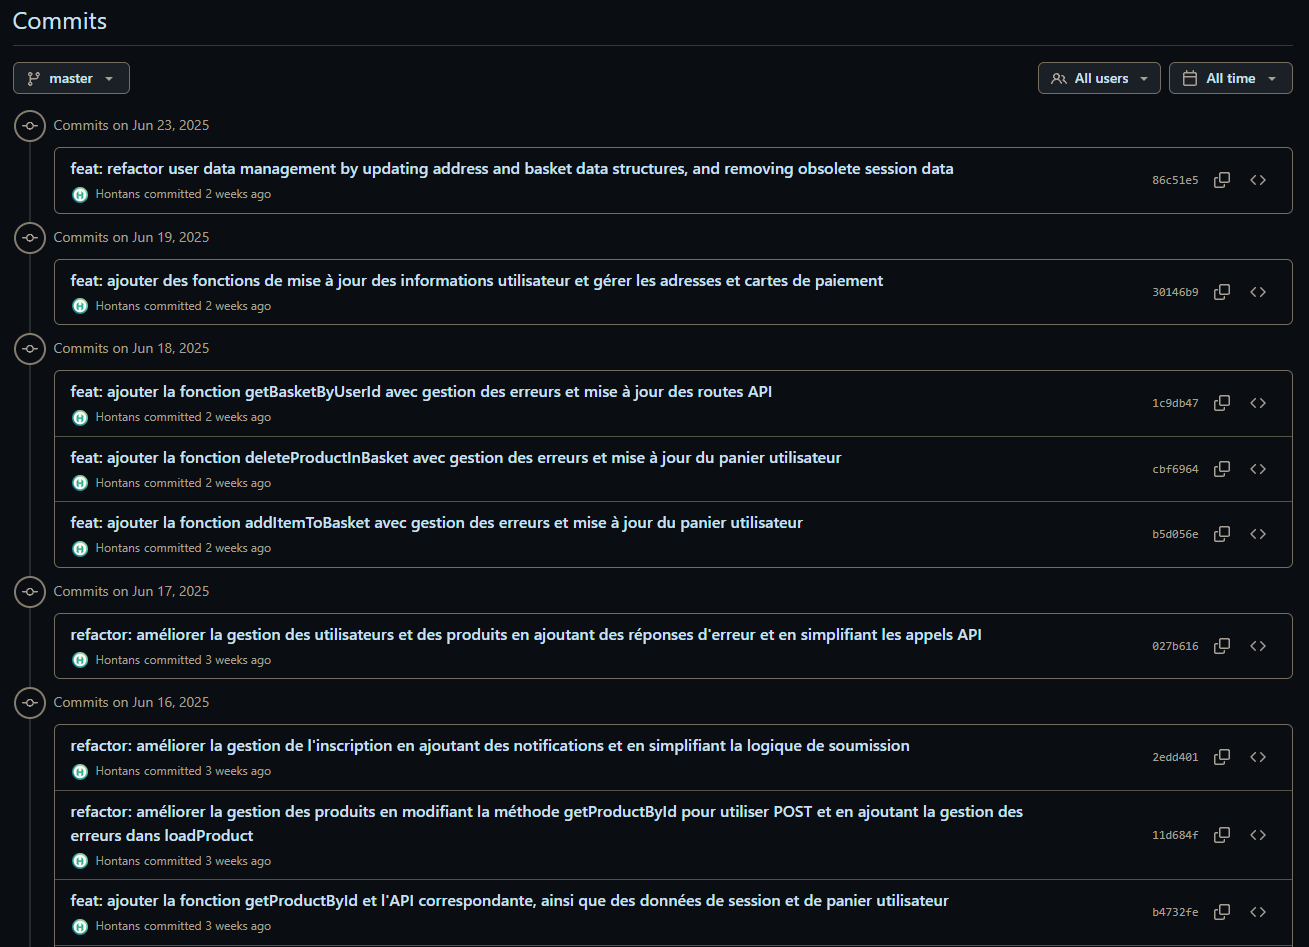 Commits
master
All users
All time
Commits on Jun 23, 2025
feat: refactor user data management by updating address and basket data structures, and removing obsolete session data
86c51e5
Hontans committed 2 weeks ago
Commits on Jun 19, 2025
feat: ajouter des fonctions de mise à jour des informations utilisateur et gérer les adresses et cartes de paiement
30146b9
Hontans committed 2 weeks ago
Commits on Jun 18, 2025
feat: ajouter la fonction getBasketByUserId avec gestion des erreurs et mise à jour des routes API
1c9db47
Hontans committed 2 weeks ago
feat: ajouter la fonction deleteProductInBasket avec gestion des erreurs et mise à jour du panier utilisateur
cbf6964
Hontans committed 2 weeks ago
feat: ajouter la fonction addItemToBasket avec gestion des erreurs et mise à jour du panier utilisateur
b5d056e
Hontans committed 2 weeks ago
Commits on Jun 17, 2025
refactor: améliorer la gestion des utilisateurs et des produits en ajoutant des réponses d'erreur et en simplifiant les appels API
027b616
Hontans committed 3 weeks ago
Commits on Jun 16, 2025
refactor: améliorer la gestion de l'inscription en ajoutant des notifications et en simplifiant la logique de soumission
2edd401
Hontans committed 3 weeks ago
refactor: améliorer la gestion des produits en modifiant la méthode getProductById pour utiliser POST et en ajoutant la gestion des
erreurs dans loadProduct
11d684f
Hontans committed 3 weeks ago
feat: ajouter la fonction getProductById et l'API correspondante, ainsi que des données de session et de panier utilisateur
b4732fe
Hontans committed 3 weeks ago